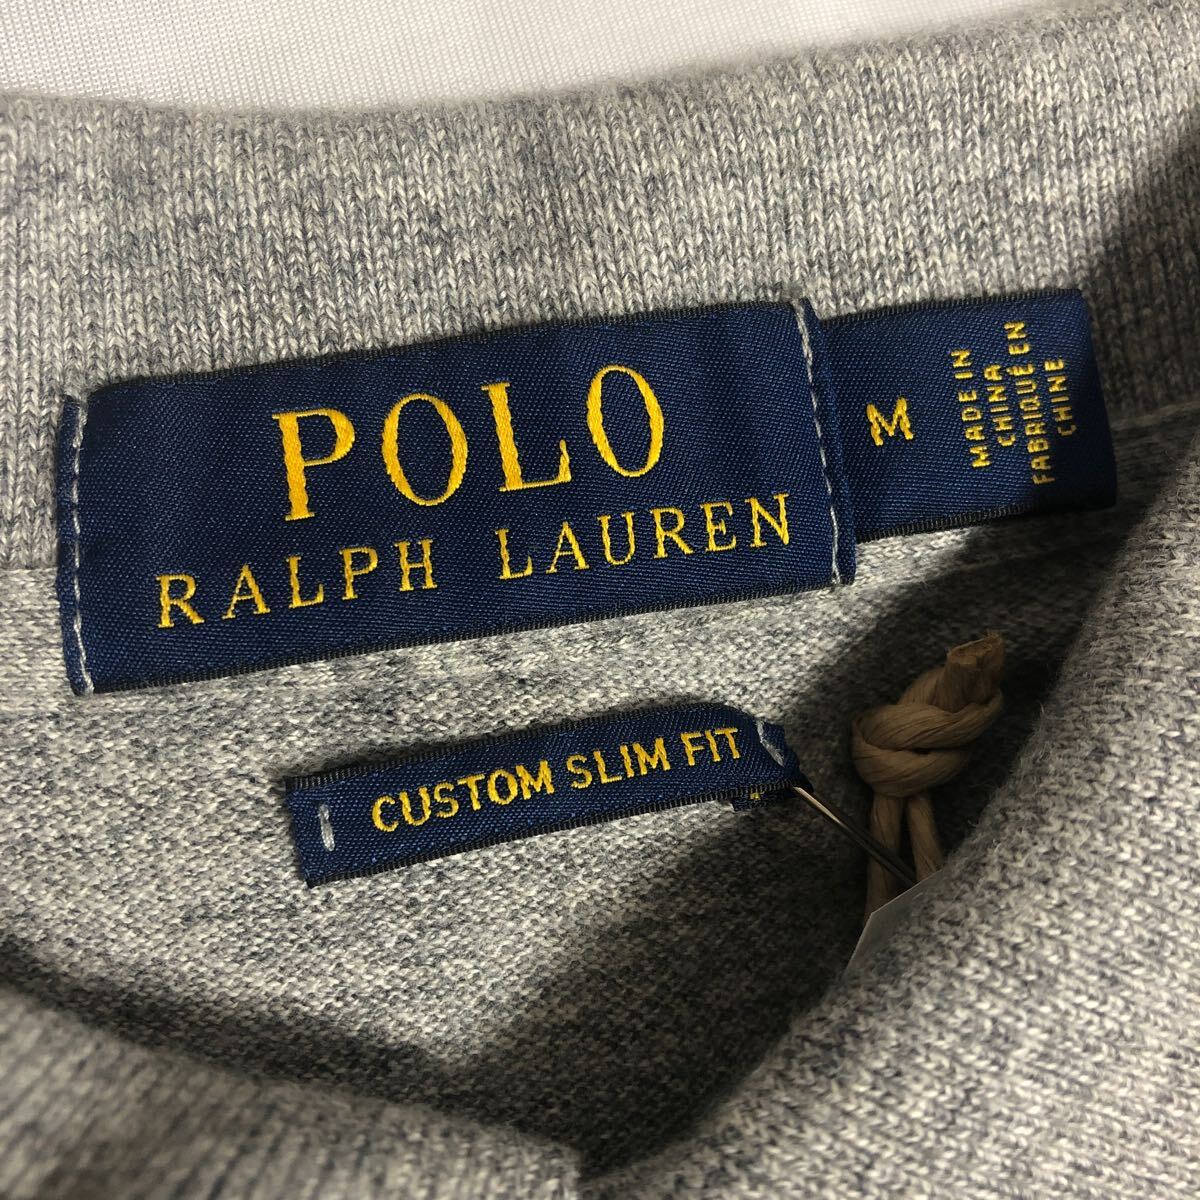 POLO
RALPH LAUREN
M
MADE IN
CHINA
FABRIQUÉ EN
CHINE
CUSTOM SLIM FIT